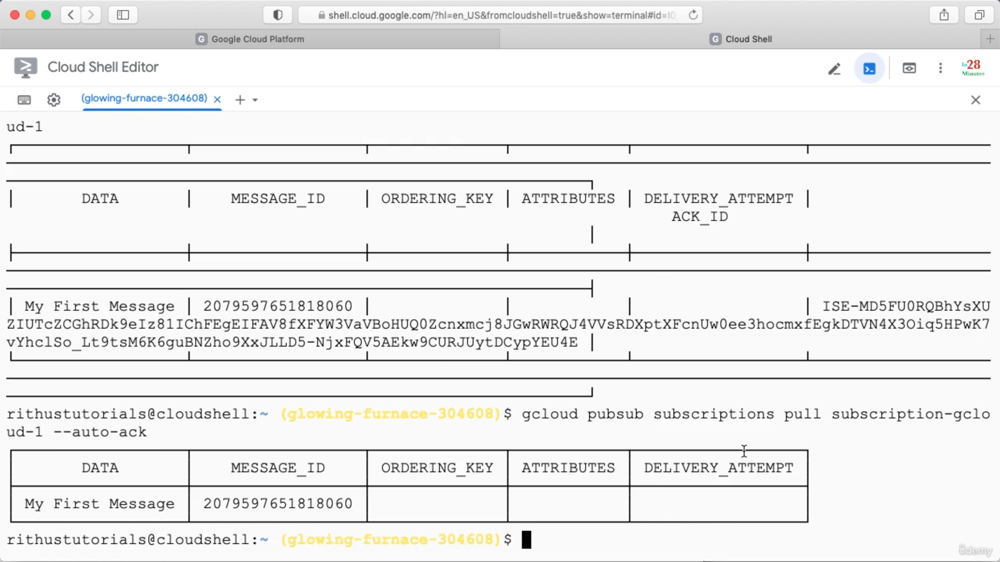 shell.cloud.google.com/?hl=en_US&fromcloudshell=true&show=terminal#id=I0
G Google Cloud Platform
G Cloud Shell
Cloud Shell Editor
In28
Minutes
(glowing-furnace-304608)
ud-1
DATA MESSAGE_ID ORDERING_KEY ATTRIBUTES DELIVERY_ATTEMPT
ACK_ID
My First Message 2079597651818060 ISE-MD5FU0RQBhYsXU
ZIUTcZCGhRDk9eIz81IChFEgEIFAV8fXFYW3VaVBoHUQ0Zcnxmcj8JGwRWRQJ4VVsRDXptXFcnUw0ee3hocmxfEgkDTVN4X3Oiq5HPwK7
vYhclSo_Lt9tsM6K6guBNZho9XxJLLD5-NjxFQV5AEkw9CURJUytDCypYEU4E
rithustutorials@cloudshell:~ (glowing-furnace-304608)$ gcloud pubsub subscriptions pull subscription-gclo
ud-1 --auto-ack
DATA MESSAGE_ID ORDERING_KEY ATTRIBUTES DELIVERY_ATTEMPT
My First Message 2079597651818060
rithustutorials@cloudshell:~ (glowing-furnace-304608)$
ûdemy